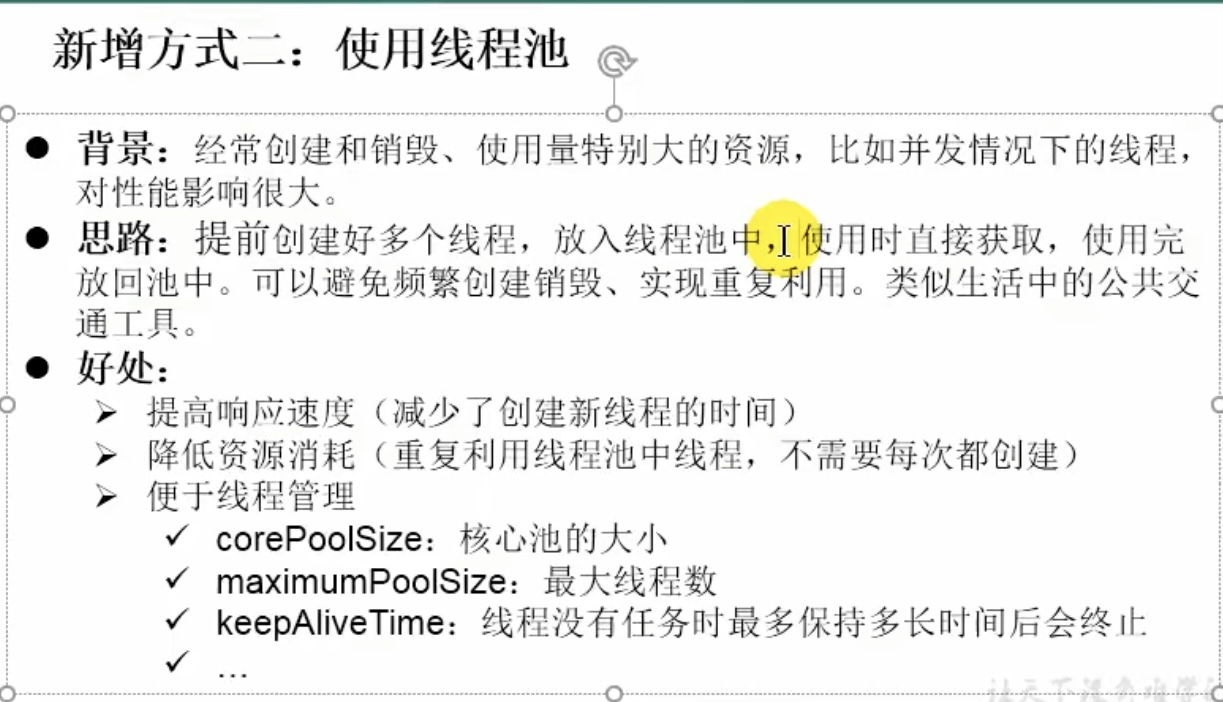 新增方式二：使用线程池
背景：经常创建和销毁、使用量特别大的资源，比如并发情况下的线程，
对性能影响很大。
思路：提前创建好多个线程，放入线程池中，使用时直接获取，使用完
放回池中。可以避免频繁创建销毁、实现重复利用。类似生活中的公共交
通工具。
好处：
提高响应速度（减少了创建新线程的时间）
降低资源消耗（重复利用线程池中线程，不需要每次都创建）
便于线程管理
corePoolSize：核心池的大小
maximumPoolSize：最大线程数
keepAliveTime：线程没有任务时最多保持多长时间后会终止
…